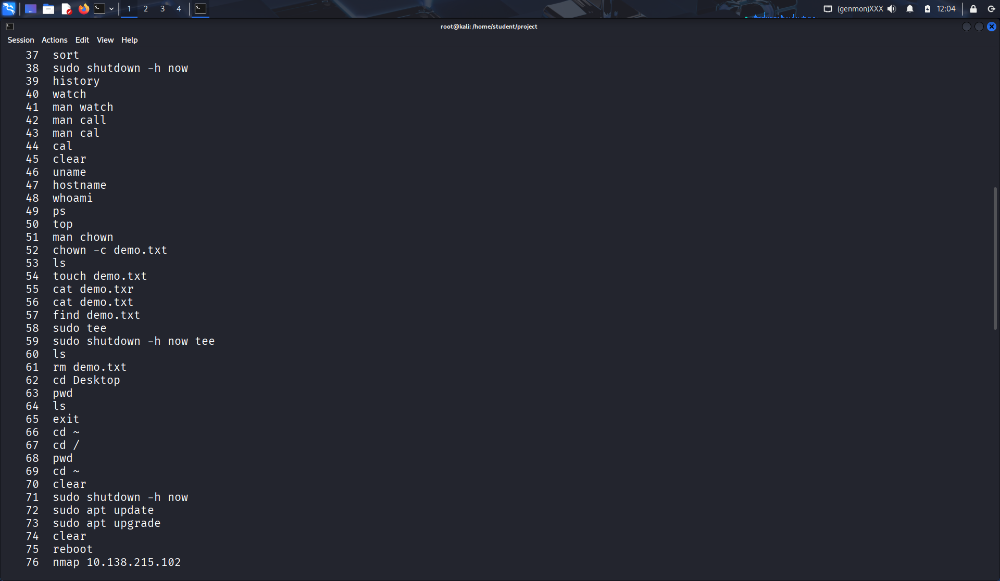 1 2 3 4 (genmon)XXX 12:04
root@kali: /home/student/project
Session Actions Edit View Help
37 sort
38 sudo shutdown -h now
39 history
40 watch
41 man watch
42 man call
43 man cal
44 cal
45 clear
46 uname
47 hostname
48 whoami
49 ps
50 top
51 man chown
52 chown -c demo.txt
53 ls
54 touch demo.txt
55 cat demo.txr
56 cat demo.txt
57 find demo.txt
58 sudo tee
59 sudo shutdown -h now tee
60 ls
61 rm demo.txt
62 cd Desktop
63 pwd
64 ls
65 exit
66 cd ~
67 cd /
68 pwd
69 cd ~
70 clear
71 sudo shutdown -h now
72 sudo apt update
73 sudo apt upgrade
74 clear
75 reboot
76 nmap 10.138.215.102